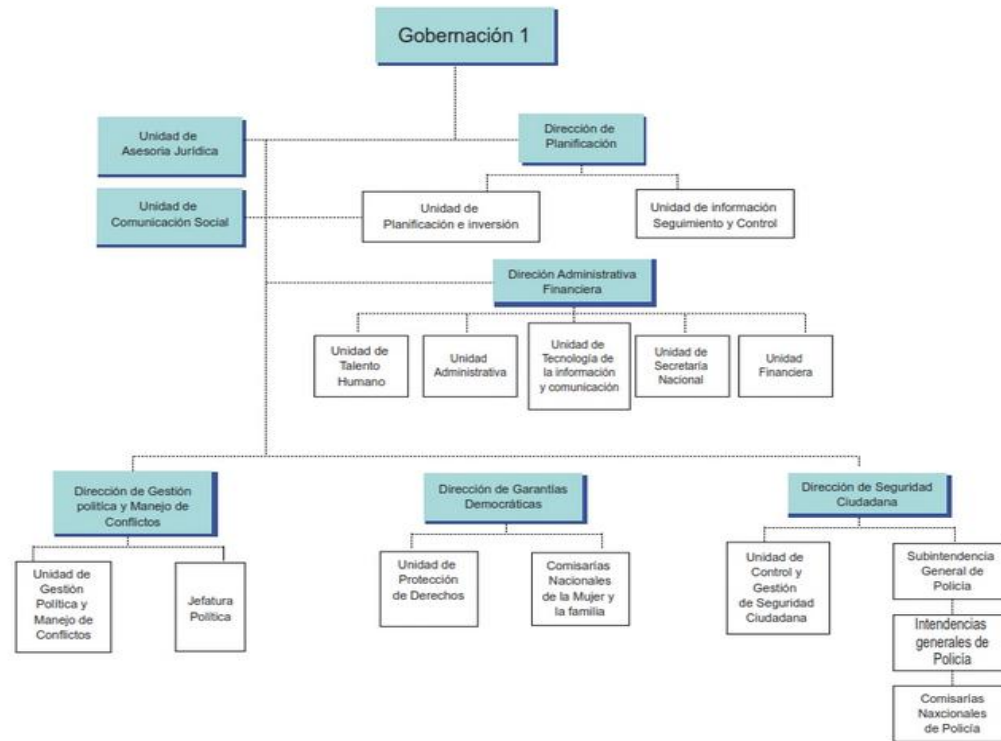 Gobernación 1
Unidad de
Asesoria Jurídica
Dirección de
Planificación
Unidad de
Comunicación Social
Unidad de
Planificación e inversión
Unidad de información
Seguimiento y Control
Direción Administrativa
Financiera
Unidad de
Talento
Humano
Unidad
Administrativa
Unidad de
Tecnología de
la información
y comunicación
Unidad de
Secretaría
Nacional
Unidad
Financiera
Dirección de Gestión
política y Manejo de
Conflictos
Dirección de Garantías
Democráticas
Dirección de Seguridad
Ciudadana
Unidad de
Gestión
Política y
Manejo de
Conflictos
Jefatura
Política
Unidad de
Protección
de Derechos
Comisarías
Nacionales
de la Mujer y
la familia
Unidad de
Control y
Gestión
de Seguridad
Ciudadana
Subintendencia
General de
Policía
Intendencias
generales de
Policía
Comisarías
Naxcionales
de Policía